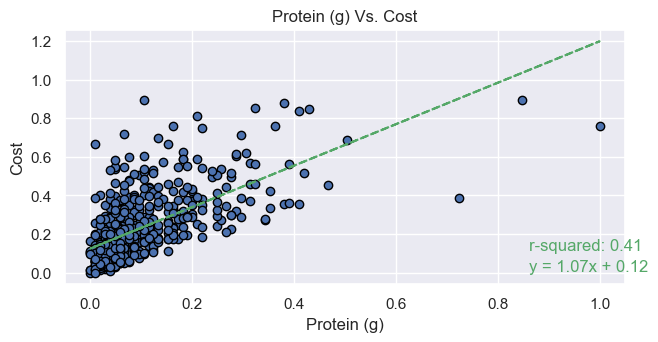 Protein (g) Vs. Cost
1.2
1.0
0.8
0.6
0.4
0.2
0.0
Cost
r-squared: 0.41
y = 1.07x + 0.12
0.0 0.2 0.4 0.6 0.8 1.0
Protein (g)